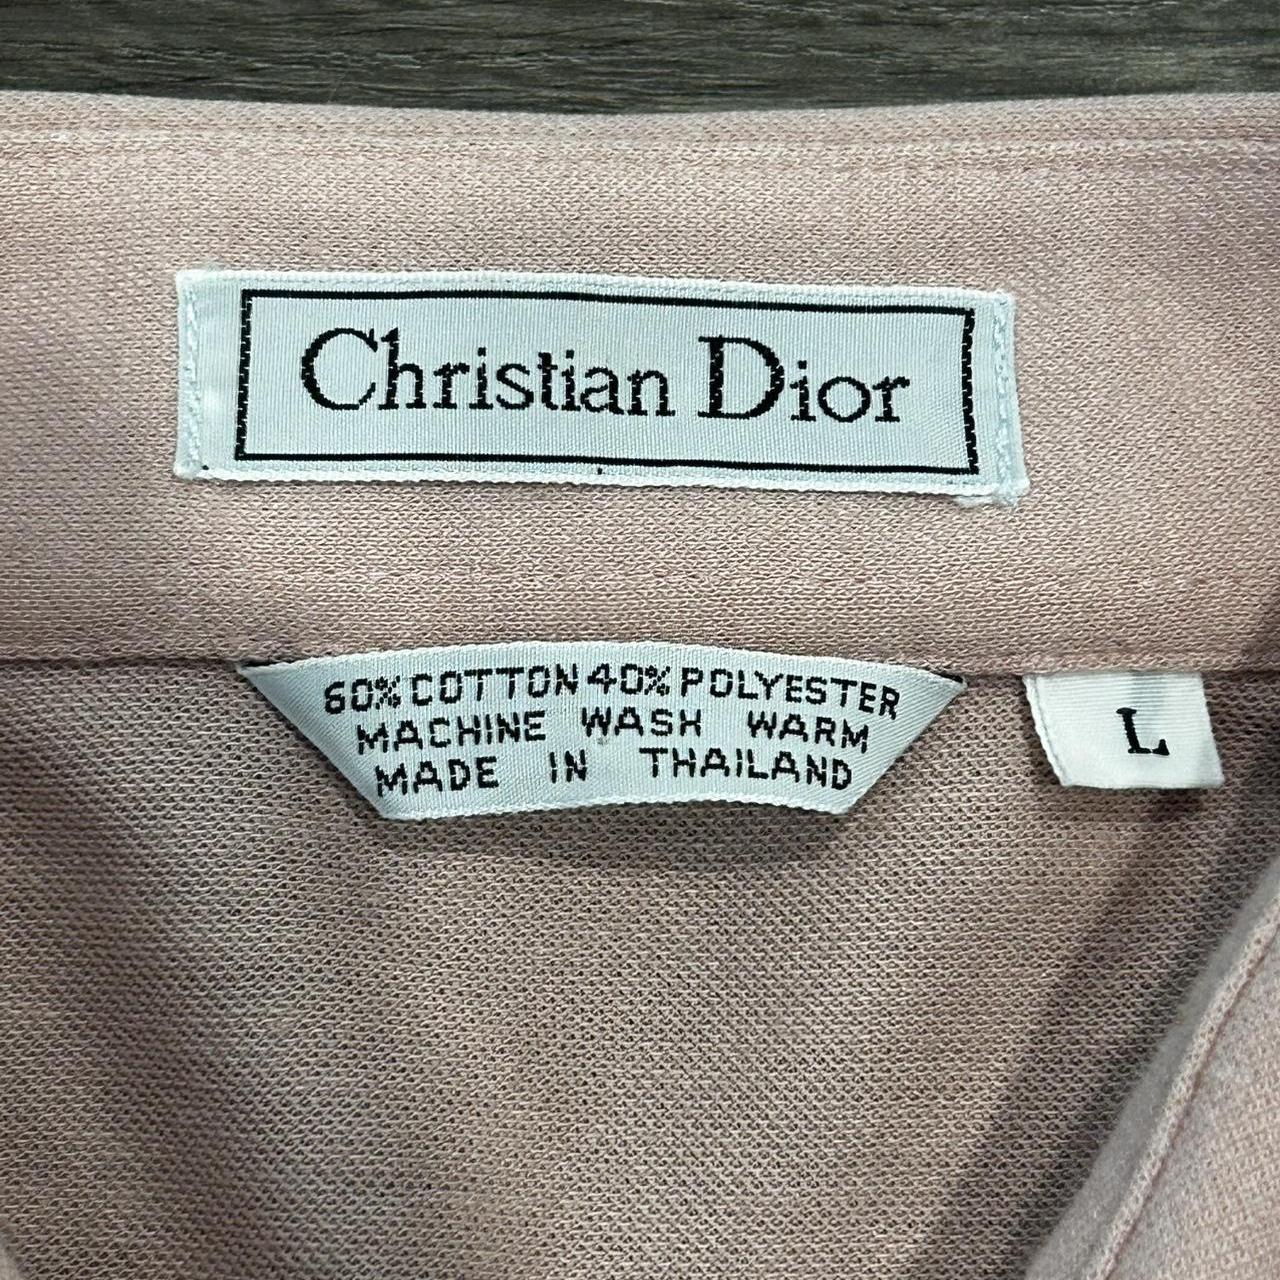 Christian Dior
60% COTTON 40% POLYESTER
MACHINE WASH WARM
MADE IN THAILAND
L